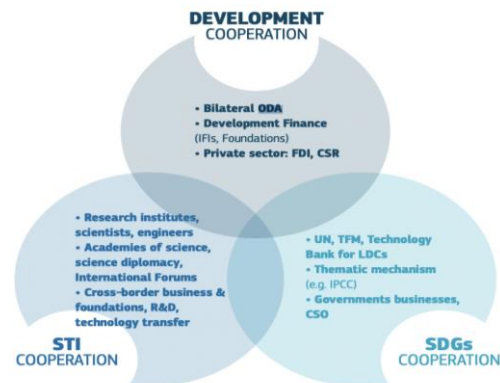 DEVELOPMENT
COOPERATION
• Bilateral ODA
• Development Finance
(IFIs, Foundations)
• Private sector: FDI, CSR
• Research institutes,
scientists, engineers
• Academies of science,
science diplomacy,
International Forums
• Cross-border business &
foundations, R&D,
technology transfer
• UN, TFM, Technology
Bank for LDCs
• Thematic mechanism
(e.g. IPCC)
• Governments businesses,
CSO
STI
COOPERATION
SDGs
COOPERATION